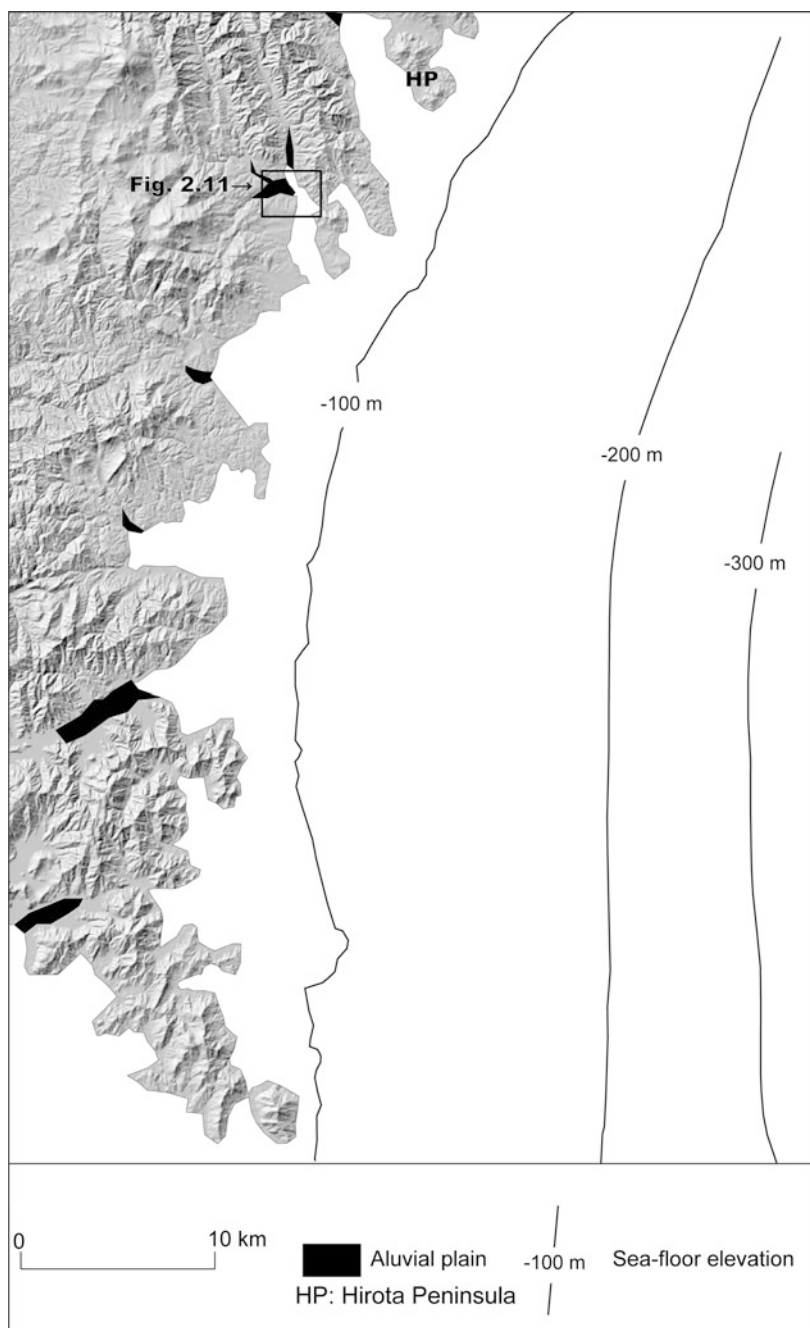 HP
Fig. 2.11→
-100 m
-200 m
-300 m
0 10 km
Aluvial plain
-100 m Sea-floor elevation
HP: Hirota Peninsula